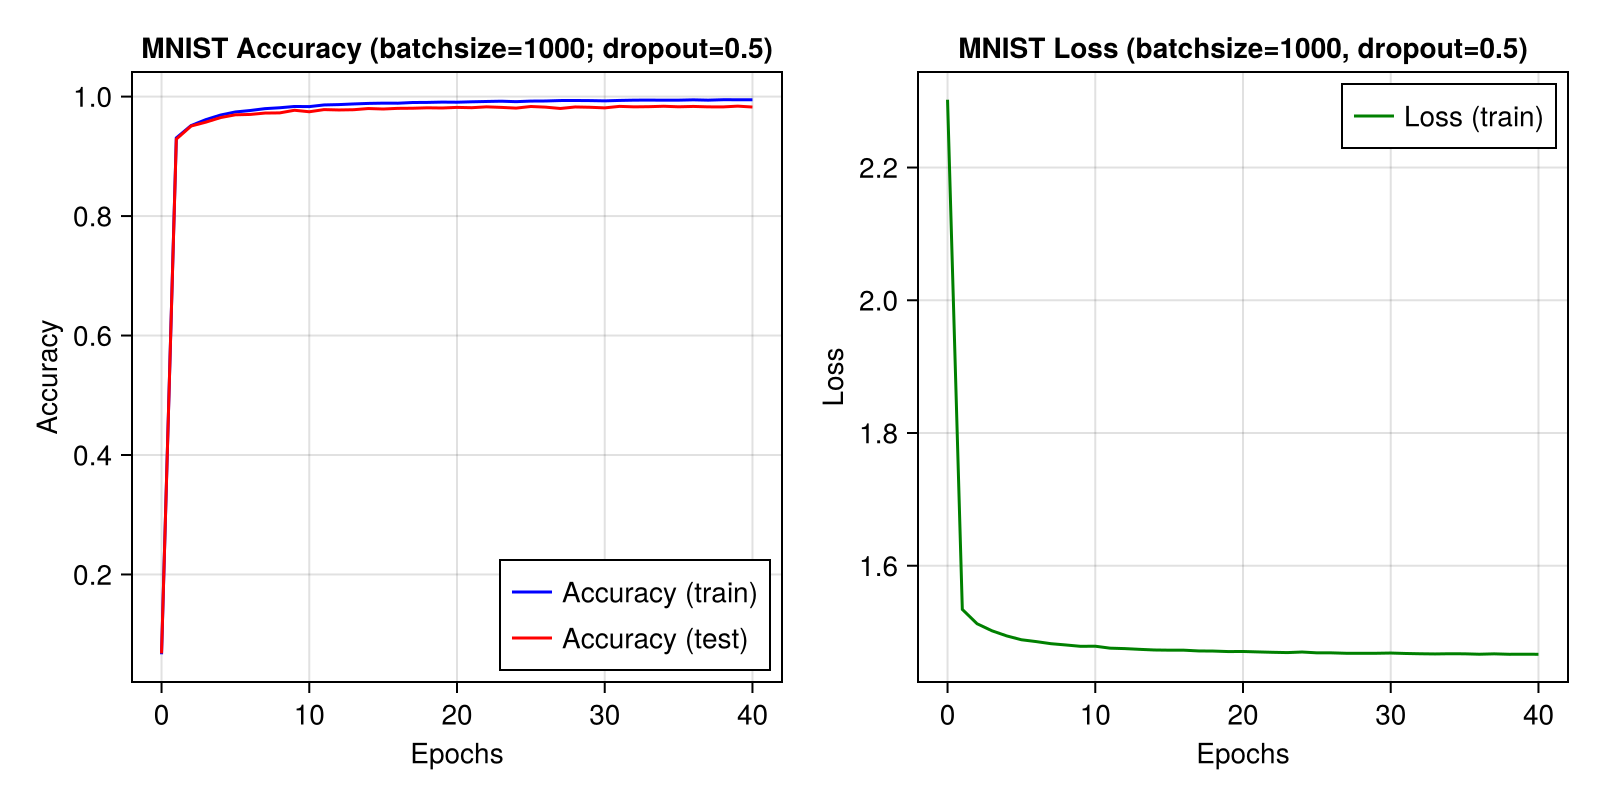 MNIST Accuracy (batchsize=1000; dropout=0.5)
1.0
0.8
0.6
0.4
0.2
Accuracy
Accuracy (train)
Accuracy (test)
0 10 20 30 40
Epochs
MNIST Loss (batchsize=1000, dropout=0.5)
Loss (train)
2.2
2.0
1.8
1.6
Loss
0 10 20 30 40
Epochs